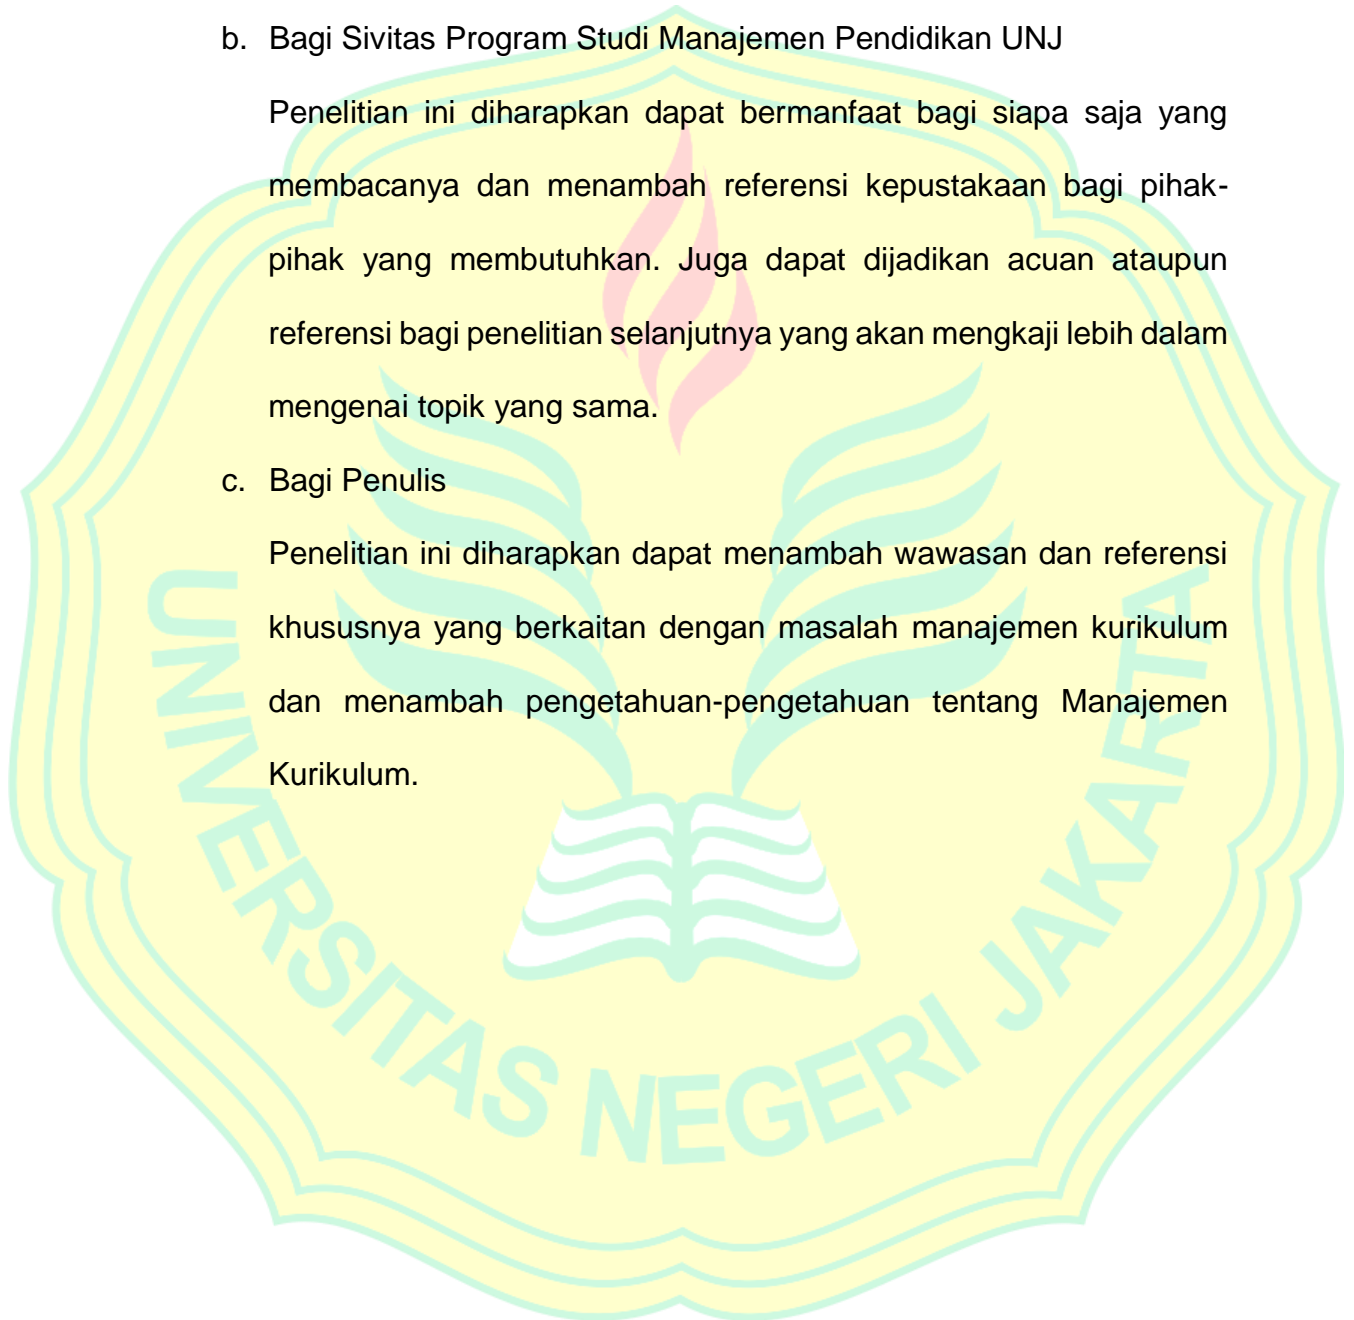 b. Bagi Sivitas Program Studi Manajemen Pendidikan UNJ
Penelitian ini diharapkan dapat bermanfaat bagi siapa saja yang
membacanya dan menambah referensi kepustakaan bagi pihak-
pihak yang membutuhkan. Juga dapat dijadikan acuan ataupun
referensi bagi penelitian selanjutnya yang akan mengkaji lebih dalam
mengenai topik yang sama.
c. Bagi Penulis
Penelitian ini diharapkan dapat menambah wawasan dan referensi
khususnya yang berkaitan dengan masalah manajemen kurikulum
dan menambah pengetahuan-pengetahuan tentang Manajemen
Kurikulum.
UNIVERSITAS NEGERI JAKARTA